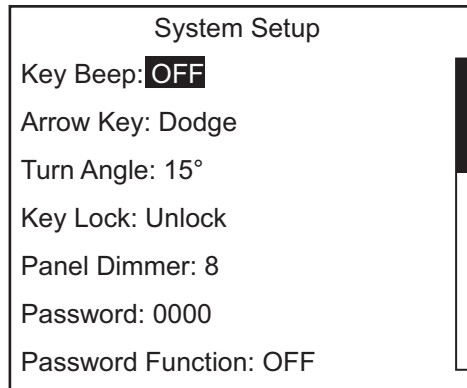 System Setup
Key Beep: OFF
Arrow Key: Dodge
Turn Angle: 15°
Key Lock: Unlock
Panel Dimmer: 8
Password: 0000
Password Function: OFF